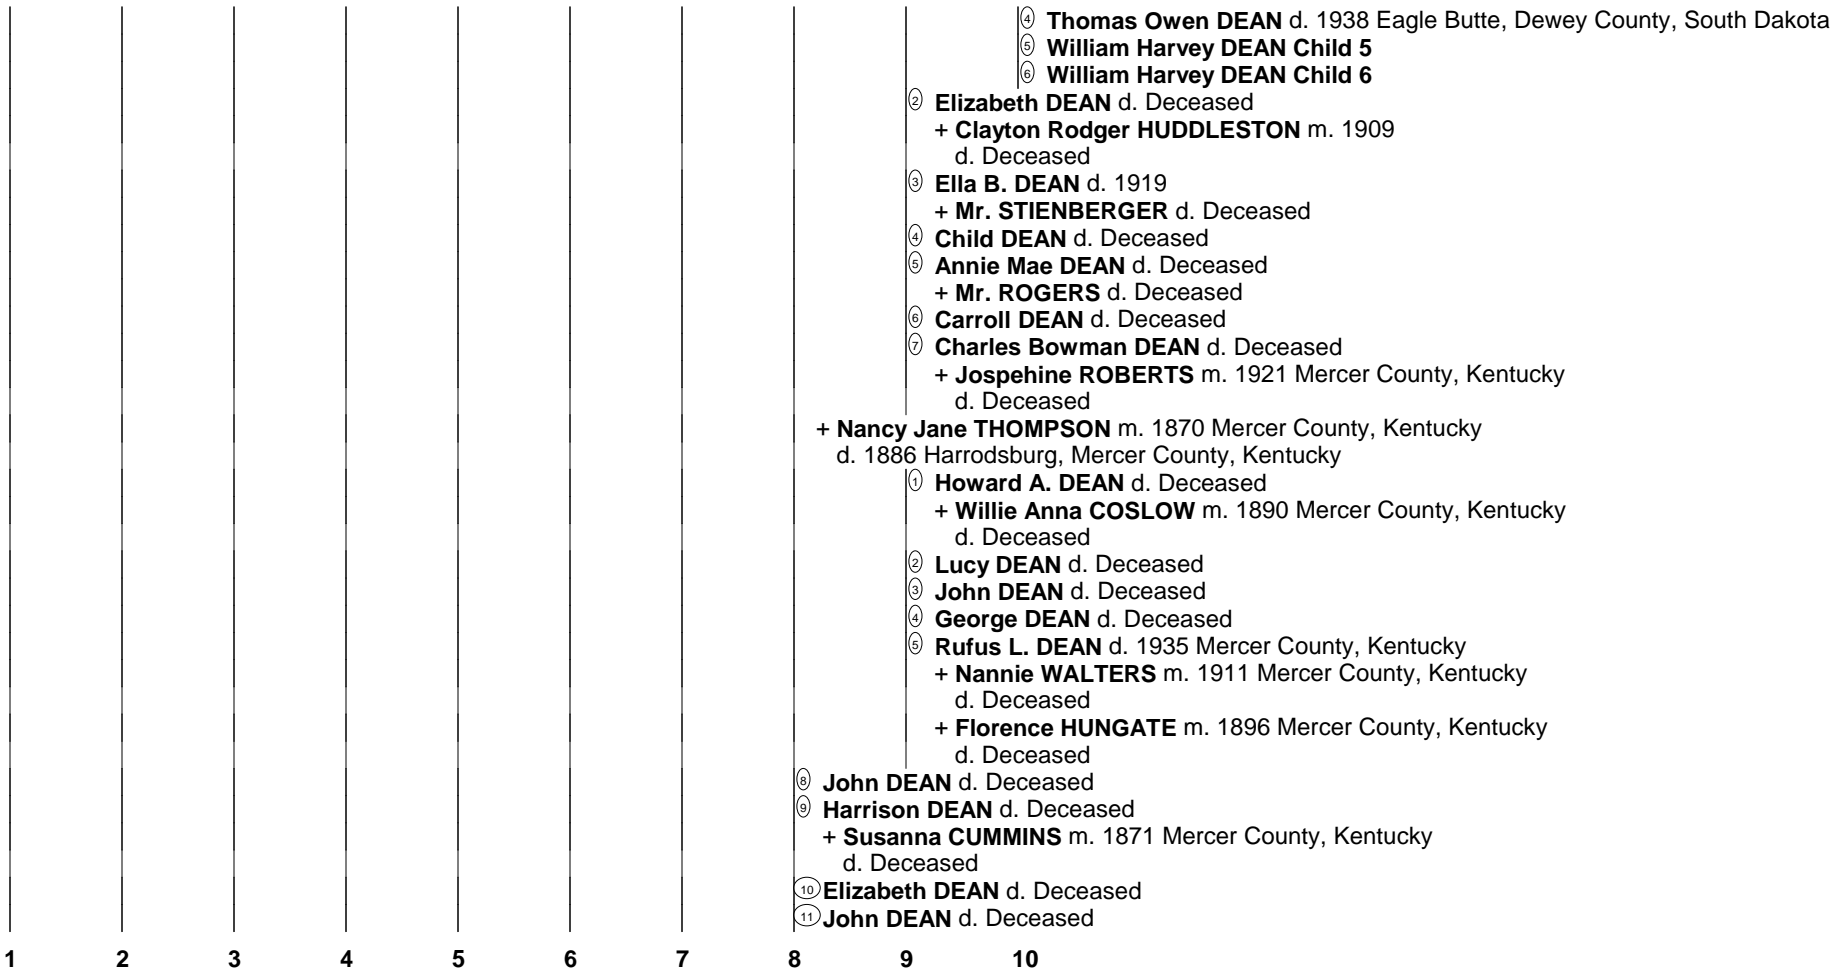 ④ Thomas Owen DEAN d. 1938 Eagle Butte, Dewey County, South Dakota
⑤ William Harvey DEAN Child 5
⑥ William Harvey DEAN Child 6
② Elizabeth DEAN d. Deceased
+ Clayton Rodger HUDDLESTON m. 1909
d. Deceased
③ Ella B. DEAN d. 1919
+ Mr. STIENBERGER d. Deceased
④ Child DEAN d. Deceased
⑤ Annie Mae DEAN d. Deceased
+ Mr. ROGERS d. Deceased
⑥ Carroll DEAN d. Deceased
⑦ Charles Bowman DEAN d. Deceased
+ Jospehine ROBERTS m. 1921 Mercer County, Kentucky
d. Deceased
+ Nancy Jane THOMPSON m. 1870 Mercer County, Kentucky
d. 1886 Harrodsburg, Mercer County, Kentucky
① Howard A. DEAN d. Deceased
+ Willie Anna COSLOW m. 1890 Mercer County, Kentucky
d. Deceased
② Lucy DEAN d. Deceased
③ John DEAN d. Deceased
④ George DEAN d. Deceased
⑤ Rufus L. DEAN d. 1935 Mercer County, Kentucky
+ Nannie WALTERS m. 1911 Mercer County, Kentucky
d. Deceased
+ Florence HUNGATE m. 1896 Mercer County, Kentucky
d. Deceased
⑧ John DEAN d. Deceased
⑨ Harrison DEAN d. Deceased
+ Susanna CUMMINS m. 1871 Mercer County, Kentucky
d. Deceased
⑩ Elizabeth DEAN d. Deceased
⑪ John DEAN d. Deceased
1 2 3 4 5 6 7 8 9 10